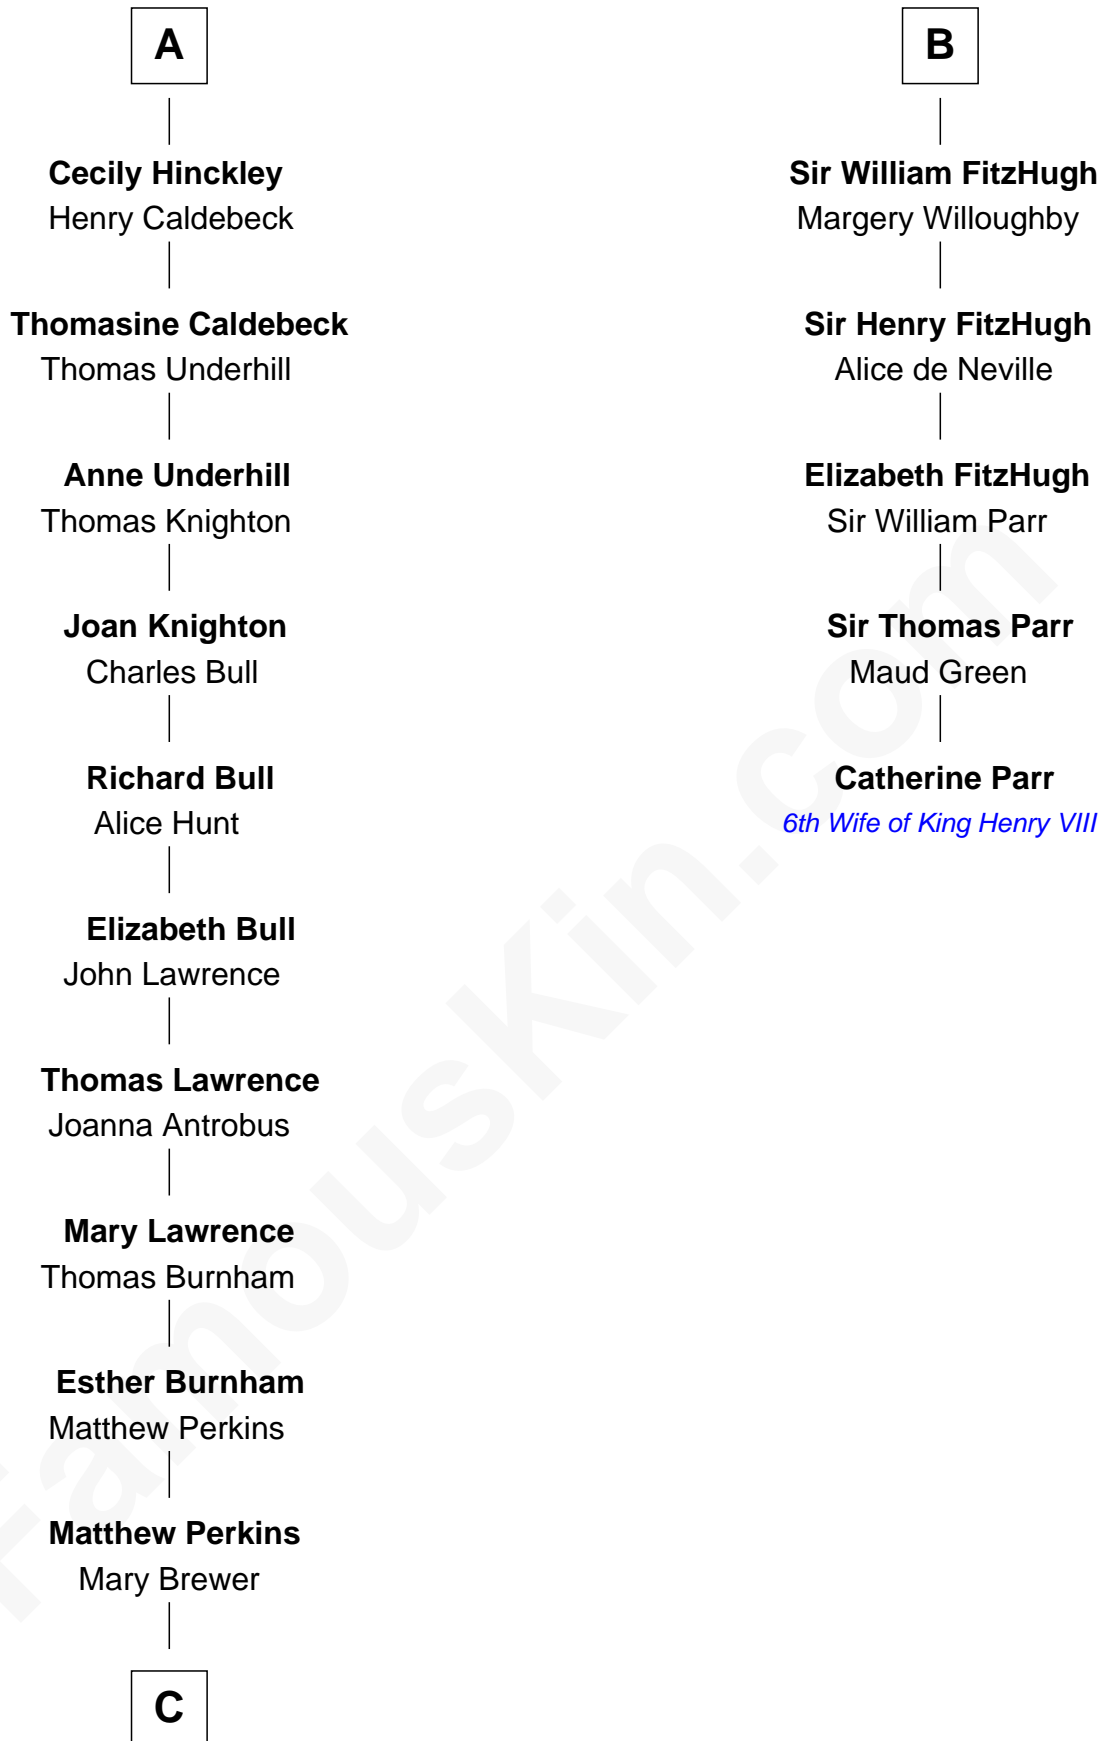 A
Cecily Hinckley
Henry Caldebeck
Thomasine Caldebeck
Thomas Underhill
Anne Underhill
Thomas Knighton
Joan Knighton
Charles Bull
Richard Bull
Alice Hunt
Elizabeth Bull
John Lawrence
Thomas Lawrence
Joanna Antrobus
Mary Lawrence
Thomas Burnham
Esther Burnham
Matthew Perkins
Matthew Perkins
Mary Brewer
C
B
Sir William FitzHugh
Margery Willoughby
Sir Henry FitzHugh
Alice de Neville
Elizabeth FitzHugh
Sir William Parr
Sir Thomas Parr
Maud Green
Catherine Parr
6th Wife of King Henry VIII
FamousKin.com